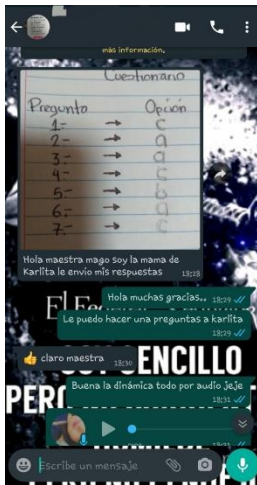 más información.
Cuestionario
Pregunta Opción
1- → c
2- → a
3- → a
4- → c
5- → b
6- → a
7- → c
Hola maestra mago soy la mama de
Karlita le envio mis respuestas 18:28
Hola muchas gracias.. 18:29
Le puedo hacer una preguntas a karlita
18:29
👍 claro maestra 18:30
ENCILLO
Buena la dinámica todo por audio jeje
18:31
PER
Escribe un mensaje